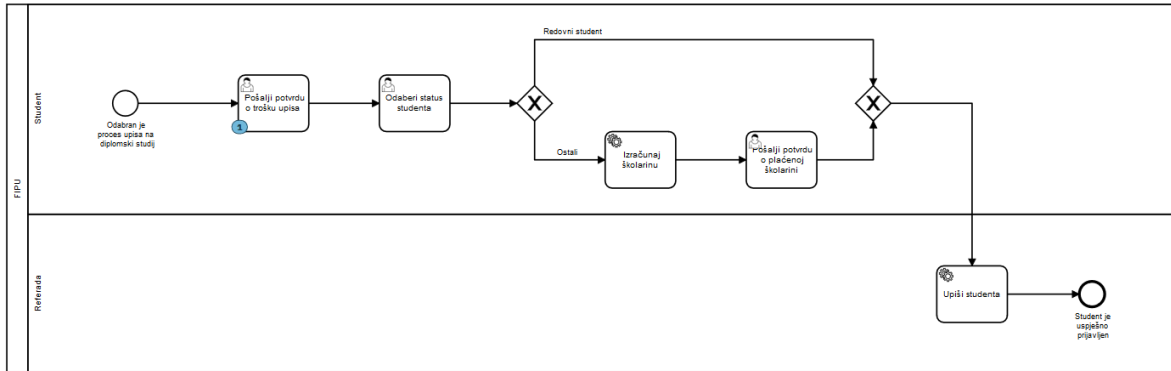 FIPU
Student
Odabran je
proces upisa na
diplomski studij
Pošalji potvrdu
o trošku upisa
1
Odaberi status
studenta
Redovni student
Ostali
Izračunaj
školarinu
Pošalji potvrdu
o plaćenoj
školarini
Referada
Upiši studenta
Student je
uspješno
prijavljen